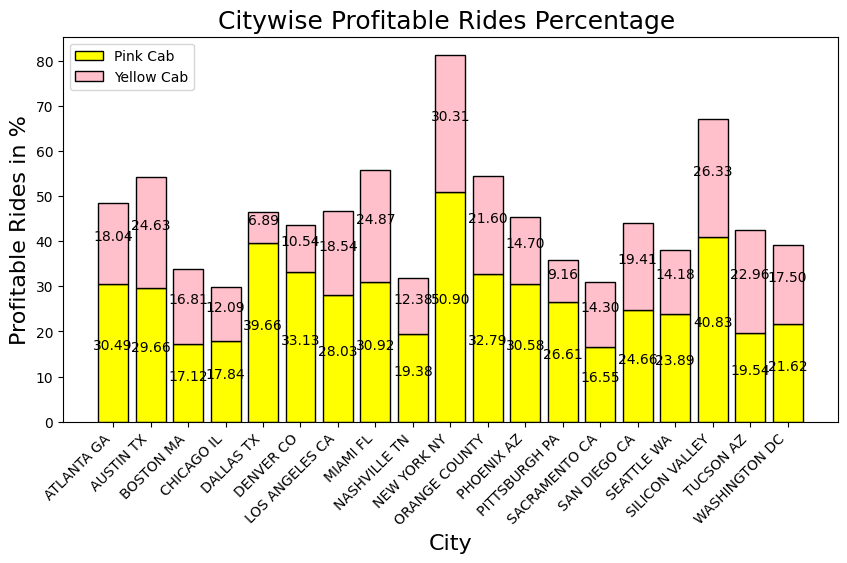 Citywise Profitable Rides Percentage
Pink Cab
Yellow Cab
Profitable Rides in %
80
70
60
50
40
30
20
10
0
18.04
24.63
16.81
12.09
6.89
10.54
18.54
24.87
12.38
30.31
21.60
14.70
9.16
14.30
19.41
14.18
26.33
22.96
17.50
30.49
29.66
17.12
17.84
39.66
33.13
28.03
30.92
19.38
50.90
32.79
30.58
26.61
16.55
24.66
23.89
40.83
19.54
21.62
ATLANTA GA
AUSTIN TX
BOSTON MA
CHICAGO IL
DALLAS TX
DENVER CO
LOS ANGELES CA
MIAMI FL
NASHVILLE TN
NEW YORK NY
ORANGE COUNTY
PHOENIX AZ
PITTSBURGH PA
SACRAMENTO CA
SAN DIEGO CA
SEATTLE WA
SILICON VALLEY
TUCSON AZ
WASHINGTON DC
City